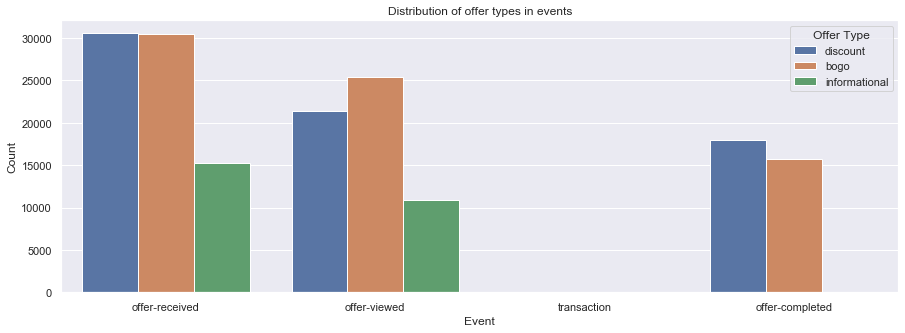 Distribution of offer types in events
Offer Type
discount
bogo
informational
Count
30000
25000
20000
15000
10000
5000
0
offer-received
offer-viewed
transaction
offer-completed
Event